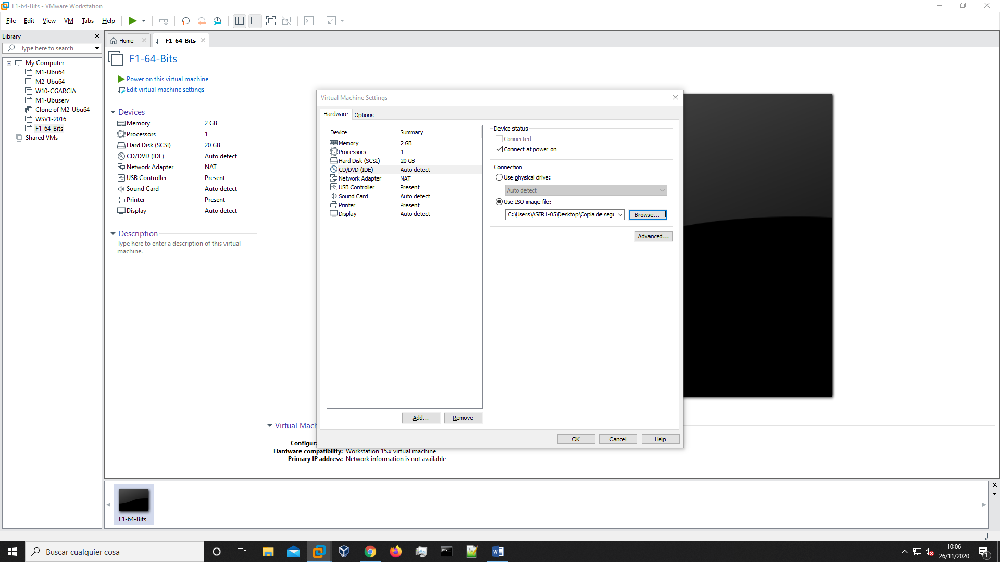 F1-64-Bits - VMware Workstation
File Edit View VM Tabs Help
Library
Type here to search
My Computer
M1-Ubu64
M2-Ubu64
W10-CGARCIA
M1-Ubuserv
Clone of M2-Ubu64
WSV1-2016
F1-64-Bits
Shared VMs
Home
F1-64-Bits
F1-64-Bits
Power on this virtual machine
Edit virtual machine settings
Devices
Memory 2 GB
Processors 1
Hard Disk (SCSI) 20 GB
CD/DVD (IDE) Auto detect
Network Adapter NAT
USB Controller Present
Sound Card Auto detect
Printer Present
Display Auto detect
Description
Type here to enter a description of this virtual
machine.
Virtual Machine Settings
Hardware Options
Device Summary
Memory 2 GB
Processors 1
Hard Disk (SCSI) 20 GB
CD/DVD (IDE) Auto detect
Network Adapter NAT
USB Controller Present
Sound Card Auto detect
Printer Present
Display Auto detect
Add... Remove
Device status
Connected
Connect at power on
Connection
Use physical drive:
Auto detect
Use ISO image file:
C:\Users\ASIR1-05\Desktop\Copia de segu
Browse...
Advanced...
OK Cancel Help
Virtual Mach
Configura
Hardware compatibility: Workstation 15.x virtual machine
Primary IP address: Network information is not available
F1-64-Bits
Buscar cualquier cosa
10:06
26/11/2020
1